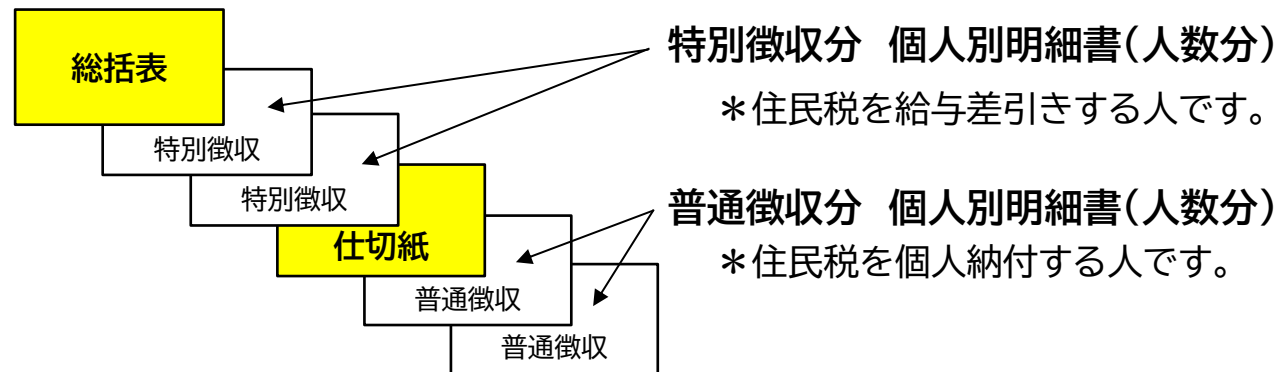 総括表
特別徴収
特別徴収
仕切紙
普通徴収
普通徴収
特別徴収分 個人別明細書(人数分)
＊住民税を給与差引きする人です。
普通徴収分 個人別明細書(人数分)
＊住民税を個人納付する人です。